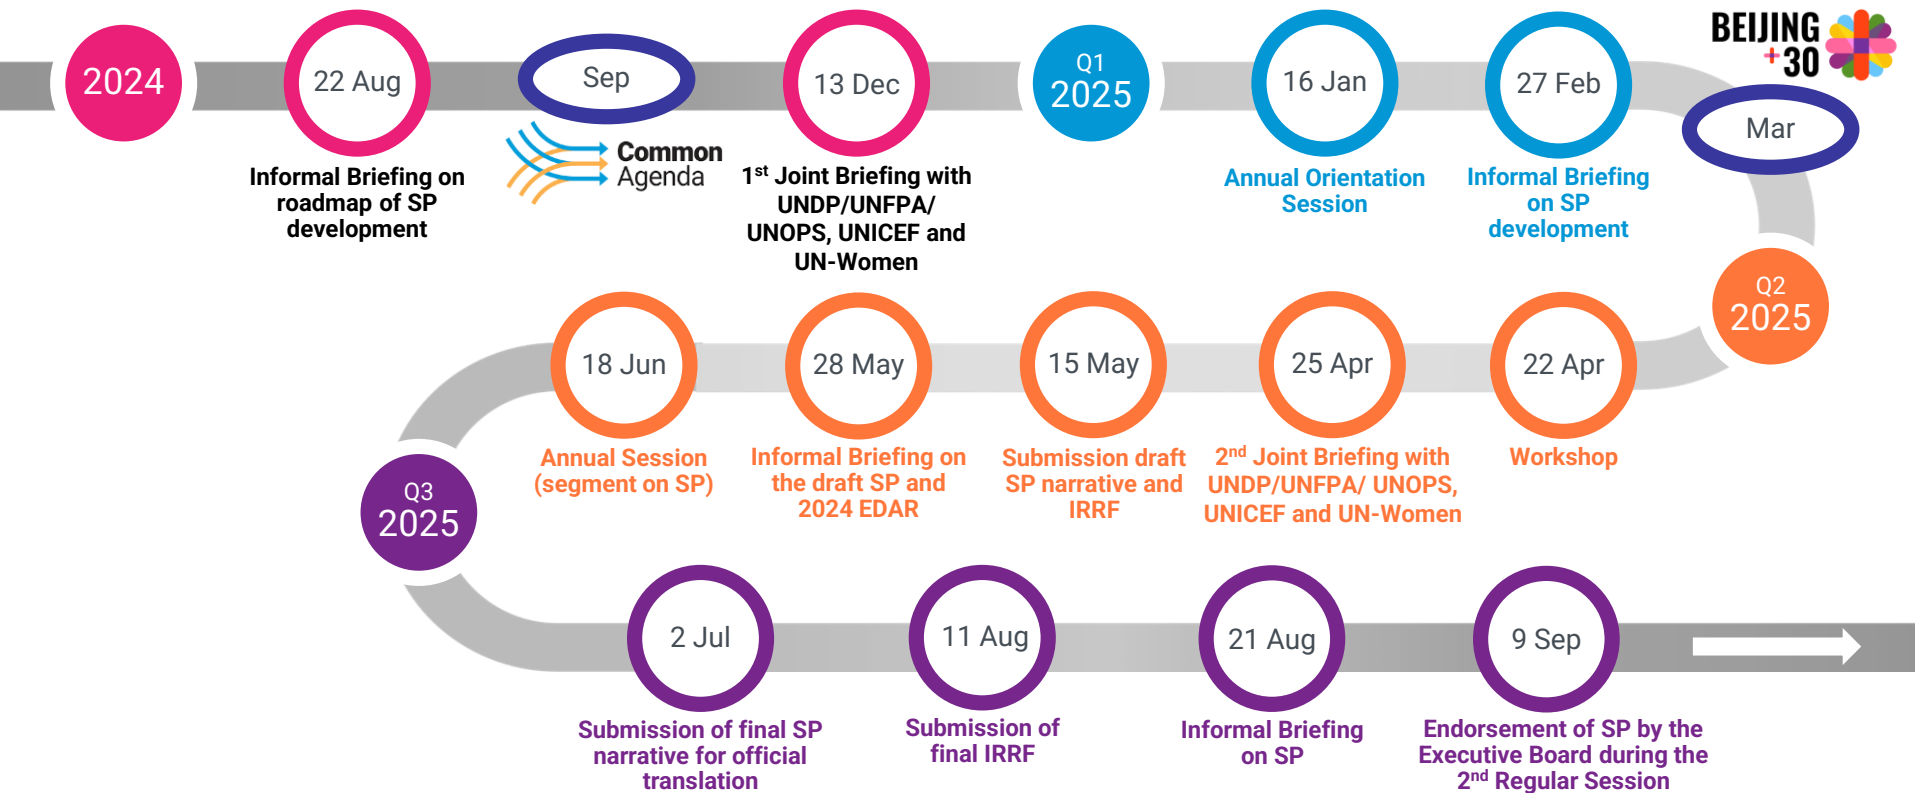 2024
22 Aug
Informal Briefing on
roadmap of SP
development
Sep
Common
Agenda
13 Dec
1st Joint Briefing with
UNDP/UNFPA/
UNOPS, UNICEF and
UN-Women
Q1
2025
16 Jan
Annual Orientation
Session
27 Feb
Informal Briefing
on SP
development
BEIJING
+30
Mar
Q2
2025
22 Apr
Workshop
25 Apr
2nd Joint Briefing with
UNDP/UNFPA/ UNOPS,
UNICEF and UN-Women
15 May
Submission draft
SP narrative and
IRRF
28 May
Informal Briefing on
the draft SP and
2024 EDAR
18 Jun
Annual Session
(segment on SP)
Q3
2025
2 Jul
Submission of final SP
narrative for official
translation
11 Aug
Submission of
final IRRF
21 Aug
Informal Briefing
on SP
9 Sep
Endorsement of SP by the
Executive Board during the
2nd Regular Session